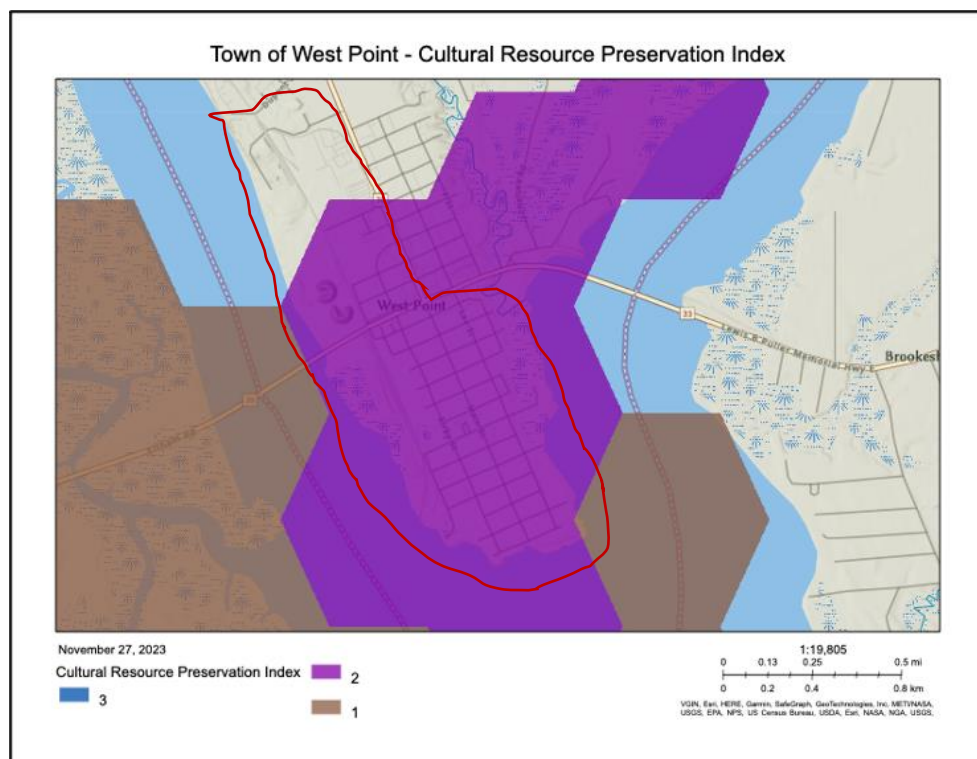 Town of West Point - Cultural Resource Preservation Index
West Point
33
Lewis B Puller Memorial Hwy E
November 27, 2023
Cultural Resource Preservation Index
3
2
1
1:19,805
0 0.13 0.25 0.5 mi
0 0.2 0.4 0.8 km
VGIN, Esri, HERE, Garmin, SafeGraph, GeoTechnologies, Inc, METI/NASA,
USGS, EPA, NPS, US Census Bureau, USDA, Esri, NASA, NGA, USGS,